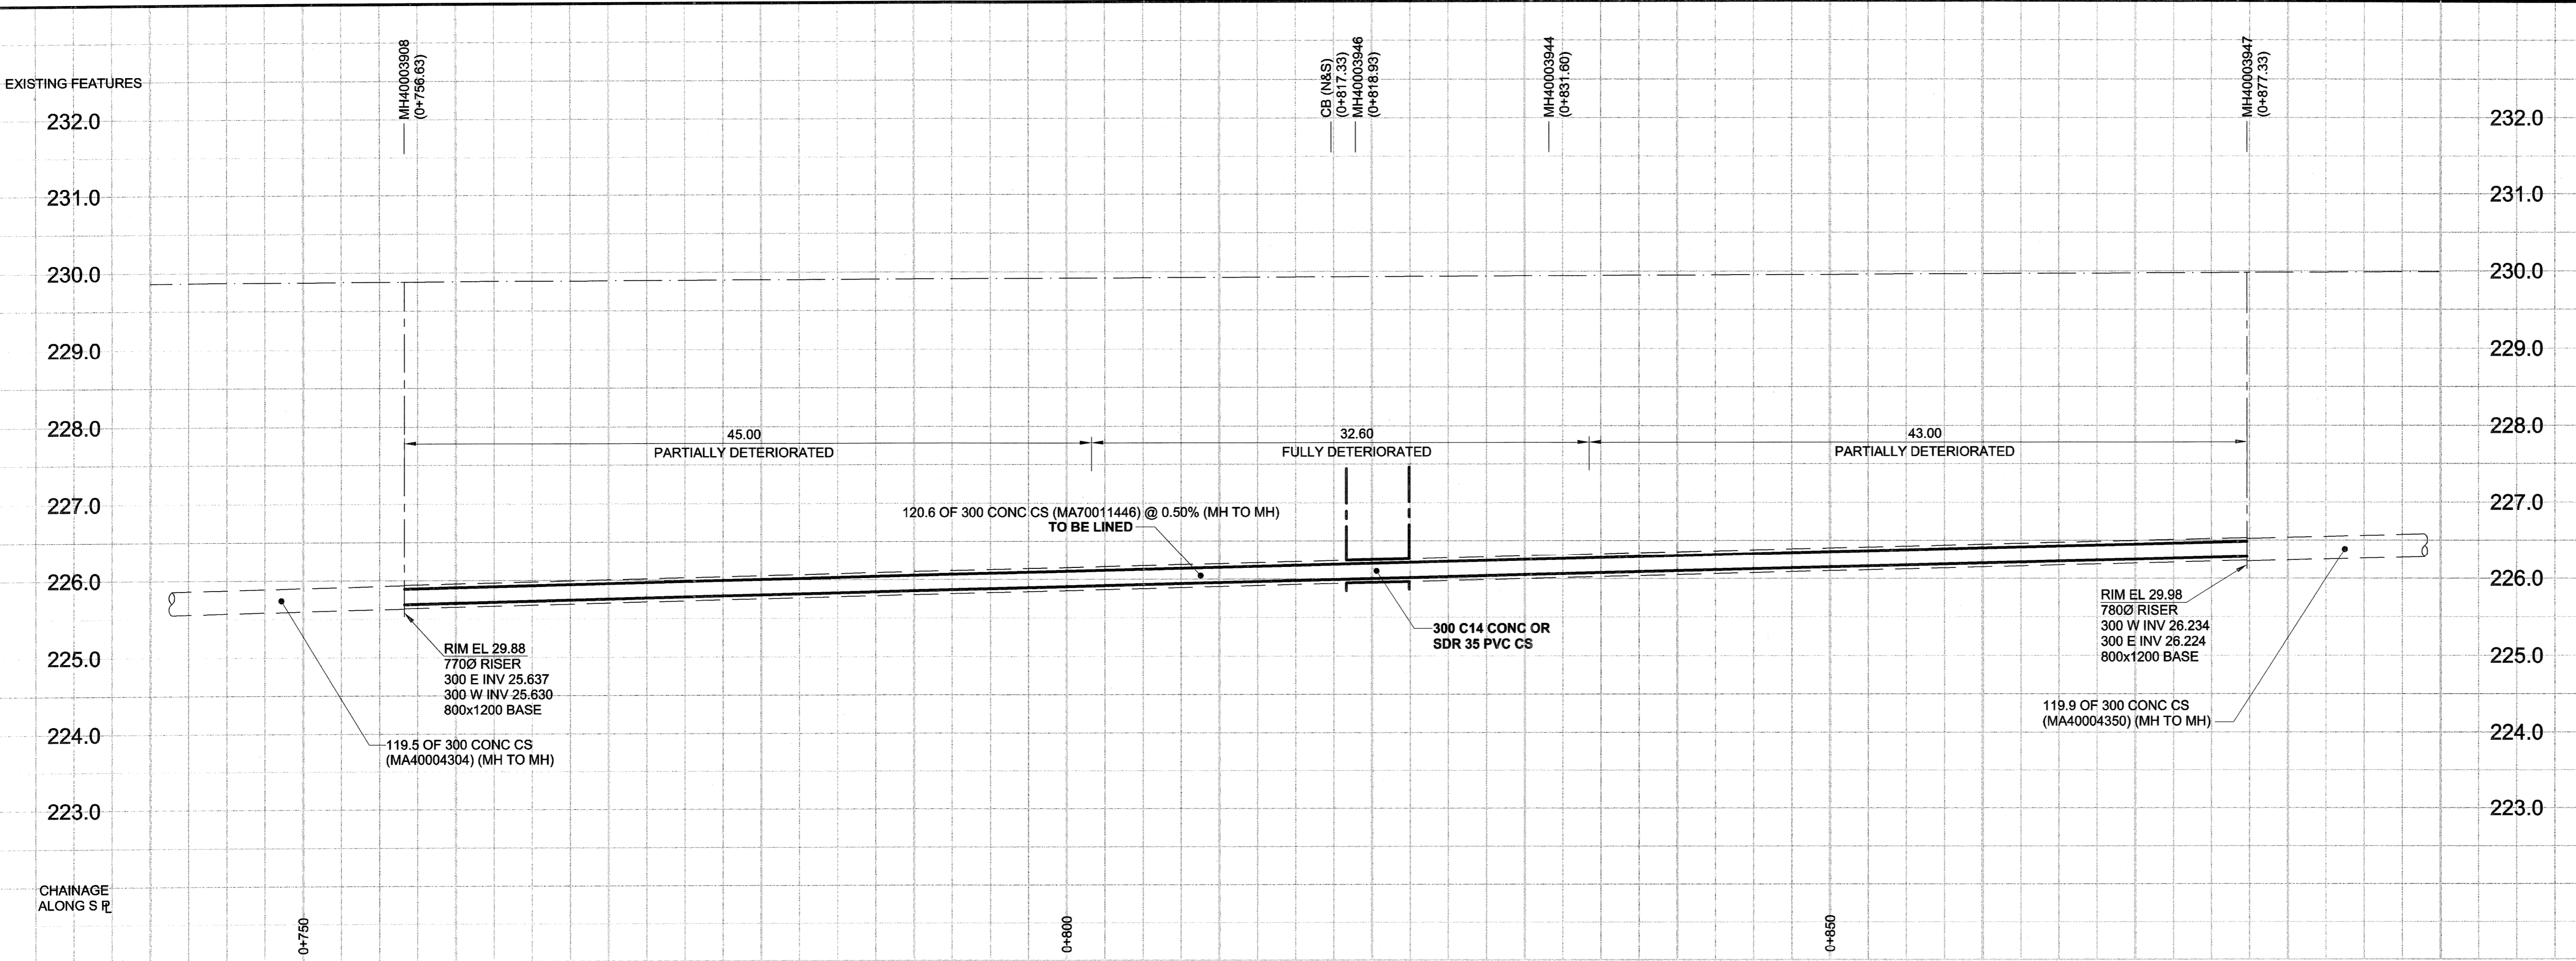 EXISTING FEATURES
MH40003908
(0+756.63)
CB (N&S)
(0+817.33)
MH40003946
(0+818.93)
MH40003944
(0+831.60)
MH40003947
(0+877.33)
232.0
232.0
231.0
231.0
230.0
230.0
229.0
229.0
228.0
228.0
45.00
PARTIALLY DETERIORATED
32.60
FULLY DETERIORATED
43.00
PARTIALLY DETERIORATED
227.0
227.0
120.6 OF 300 CONC CS (MA70011446) @ 0.50% (MH TO MH)
TO BE LINED
226.0
226.0
300 C14 CONC OR
SDR 35 PVC CS
RIM EL 29.88
770Ø RISER
300 E INV 25.637
300 W INV 25.630
800x1200 BASE
RIM EL 29.98
780Ø RISER
300 W INV 26.234
300 E INV 26.224
800x1200 BASE
225.0
225.0
119.5 OF 300 CONC CS
(MA40004304) (MH TO MH)
119.9 OF 300 CONC CS
(MA40004350) (MH TO MH)
224.0
224.0
223.0
223.0
CHAINAGE
ALONG S PL
0+750
0+800
0+850